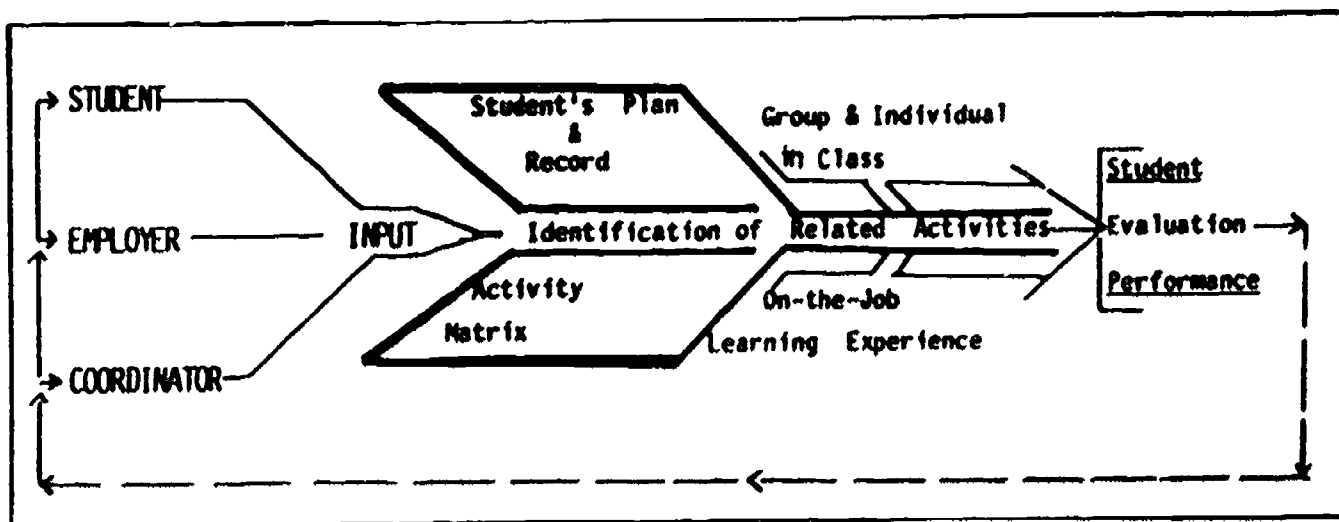 STUDENT
EMPLOYER
COORDINATOR
INPUT
Student's Plan
&
Record
Identification of Related Activities
Activity
Matrix
Group & Individual
in Class
On-the-Job
Learning Experience
Student
Evaluation
Performance